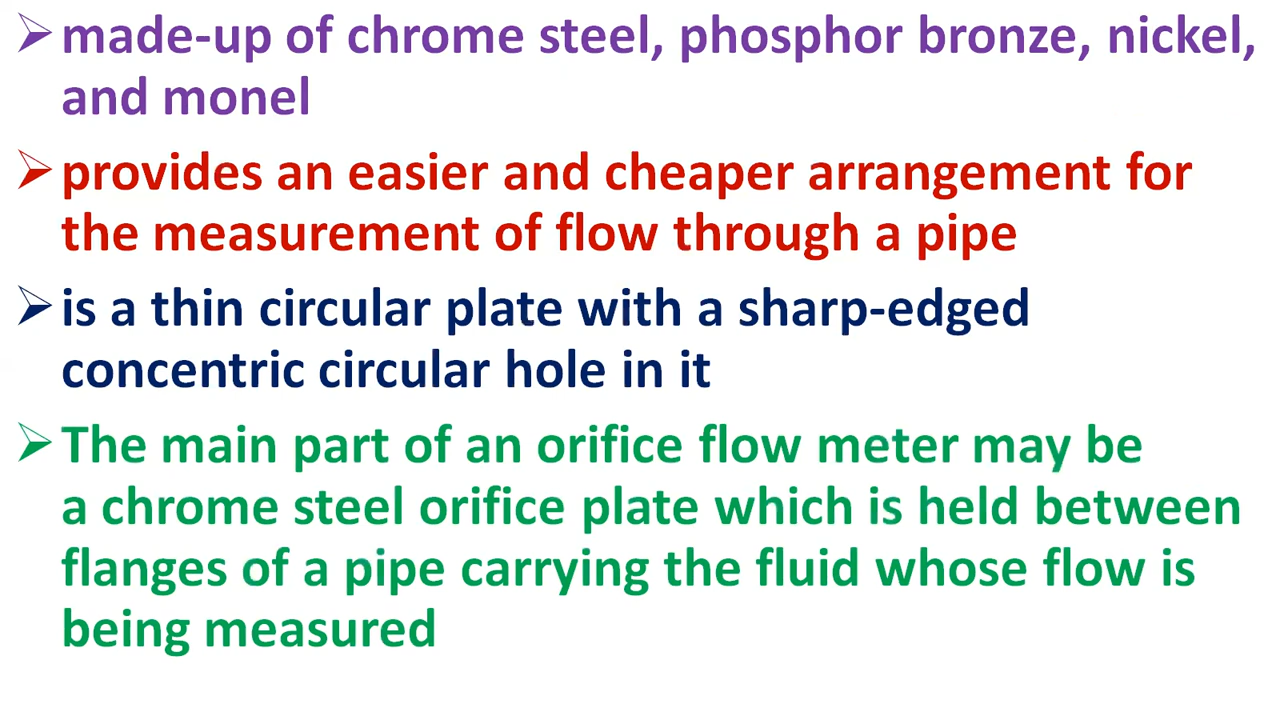 ➢made-up of chrome steel, phosphor bronze, nickel,
and monel
➢provides an easier and cheaper arrangement for
the measurement of flow through a pipe
➢is a thin circular plate with a sharp-edged
concentric circular hole in it
➢The main part of an orifice flow meter may be
a chrome steel orifice plate which is held between
flanges of a pipe carrying the fluid whose flow is
being measured